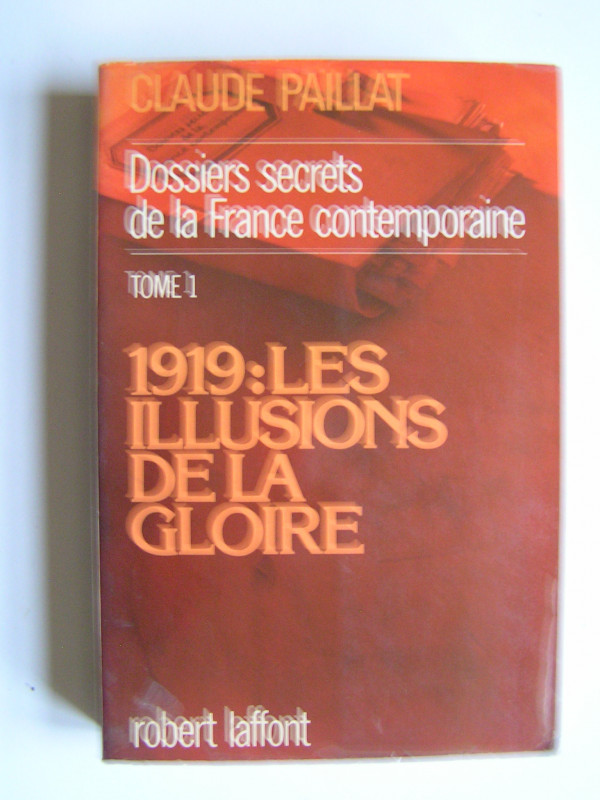 CLAUDE PAILLAT
Dossiers secrets
de la France contemporaine
TOME 1
1919: LES
ILLUSIONS
DE LA
GLOIRE
robert laffont